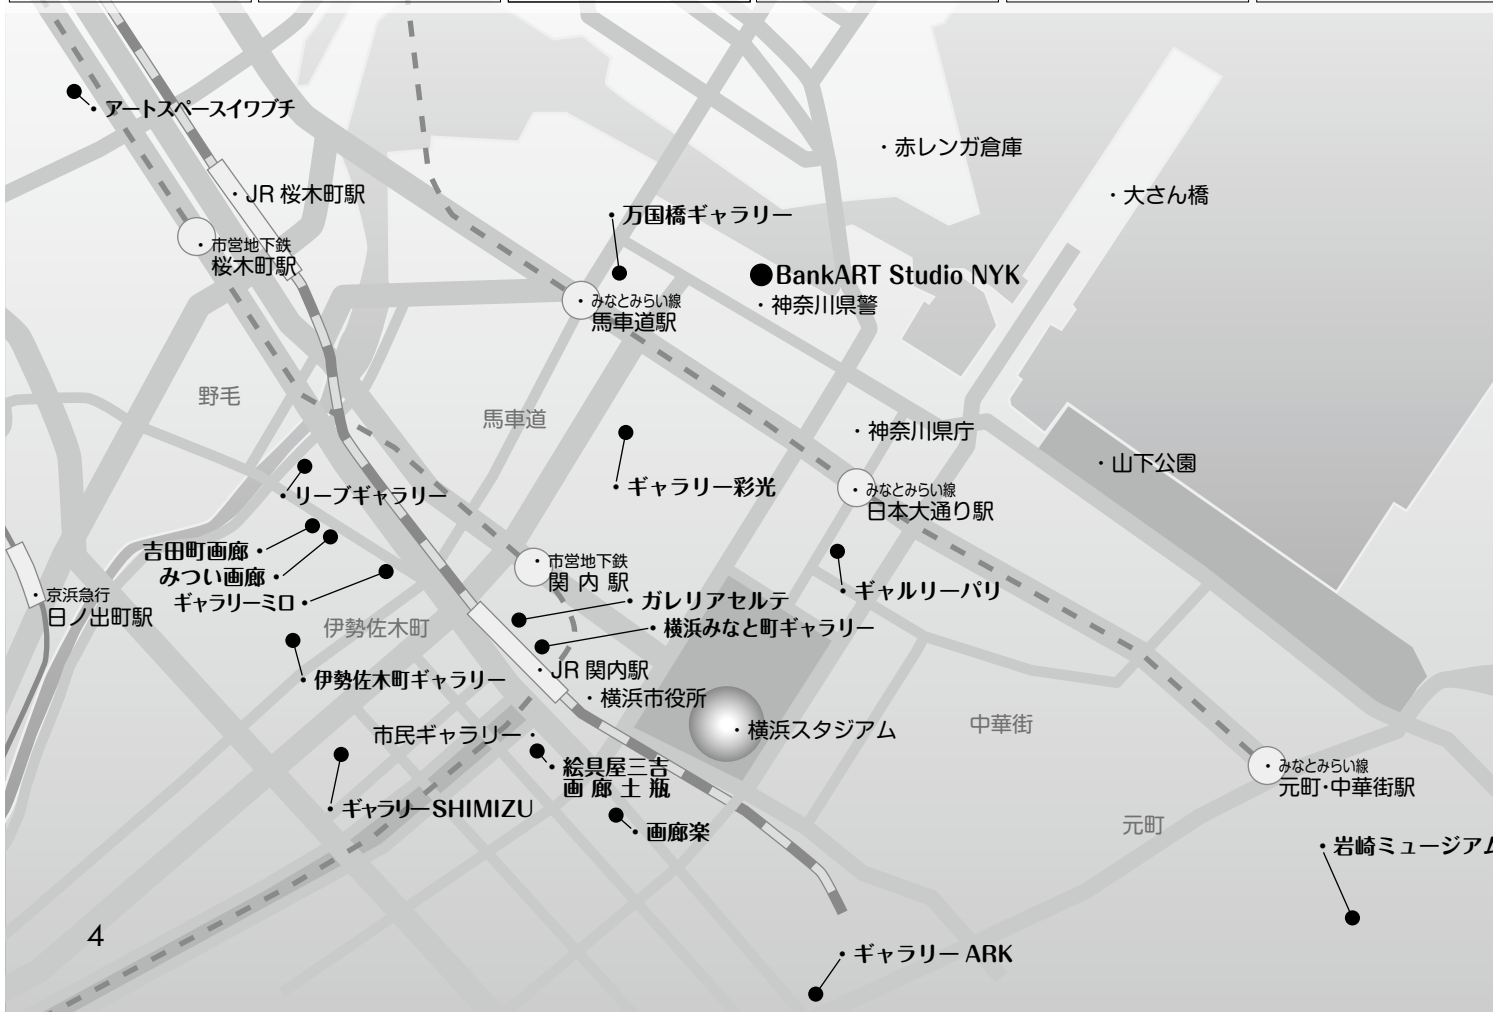 アートスペースイワブチ
赤レンガ倉庫
JR 桜木町駅
大さん橋
万国橋ギャラリー
市営地下鉄
桜木町駅
BankART Studio NYK
みなとみらい線
馬車道駅
神奈川県警
野毛
馬車道
神奈川県庁
山下公園
リーブギャラリー
ギャラリー彩光
みなとみらい線
日本大通り駅
吉田町画廊
みつい画廊
ギャラリーミロ
市営地下鉄
関内駅
ギャルリーパリ
京浜急行
日ノ出町駅
ガレリアセルテ
伊勢佐木町
横浜みなと町ギャラリー
JR 関内駅
伊勢佐木町ギャラリー
横浜市役所
市民ギャラリー
横浜スタジアム
中華街
絵具屋三吉
画廊土瓶
みなとみらい線
元町・中華街駅
ギャラリーSHIMIZU
画廊楽
元町
岩崎ミュージアム
4
ギャラリー ARK